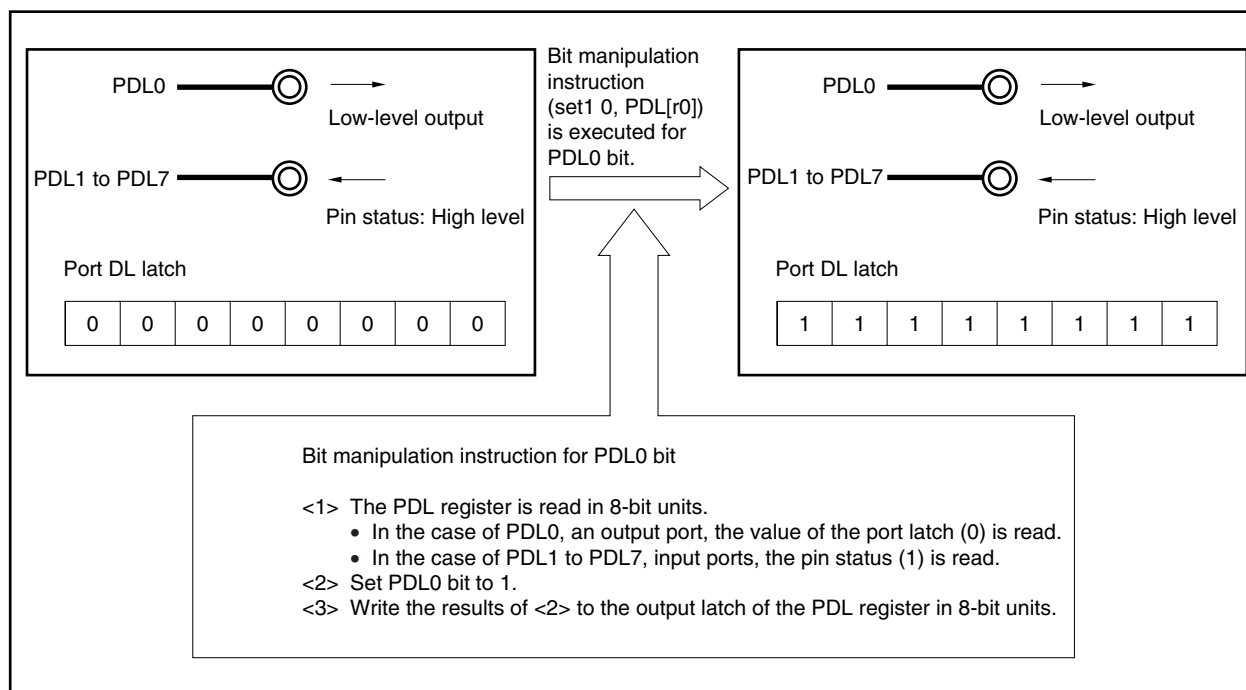 PDL0
Low-level output
PDL1 to PDL7
Pin status: High level
Port DL latch
0 0 0 0 0 0 0 0
Bit manipulation
instruction
(set1 0, PDL[r0])
is executed for
PDL0 bit.
PDL0
Low-level output
PDL1 to PDL7
Pin status: High level
Port DL latch
1 1 1 1 1 1 1 1
Bit manipulation instruction for PDL0 bit
<1> The PDL register is read in 8-bit units.
• In the case of PDL0, an output port, the value of the port latch (0) is read.
• In the case of PDL1 to PDL7, input ports, the pin status (1) is read.
<2> Set PDL0 bit to 1.
<3> Write the results of <2> to the output latch of the PDL register in 8-bit units.